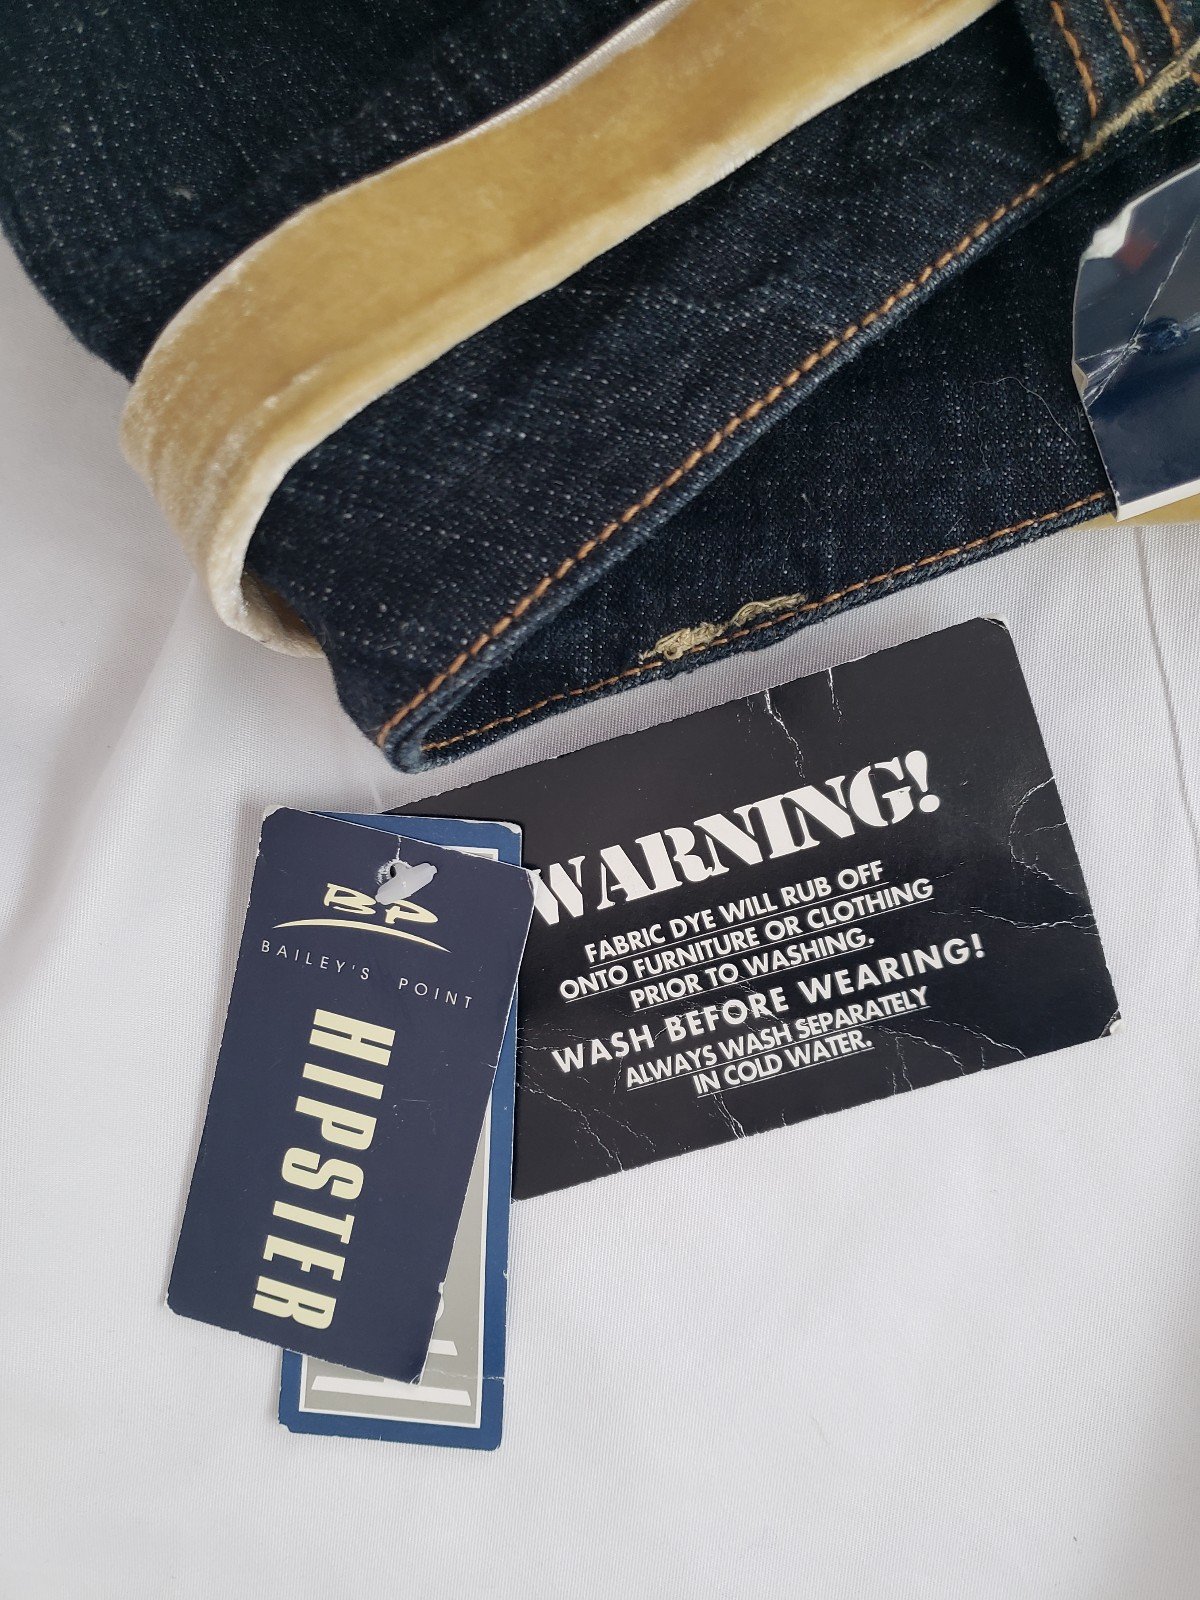 BP
BAILEY'S POINT
HIPSTER
WARNING!
FABRIC DYE WILL RUB OFF
ONTO FURNITURE OR CLOTHING
PRIOR TO WASHING.
WASH BEFORE WEARING!
ALWAYS WASH SEPARATELY
IN COLD WATER.